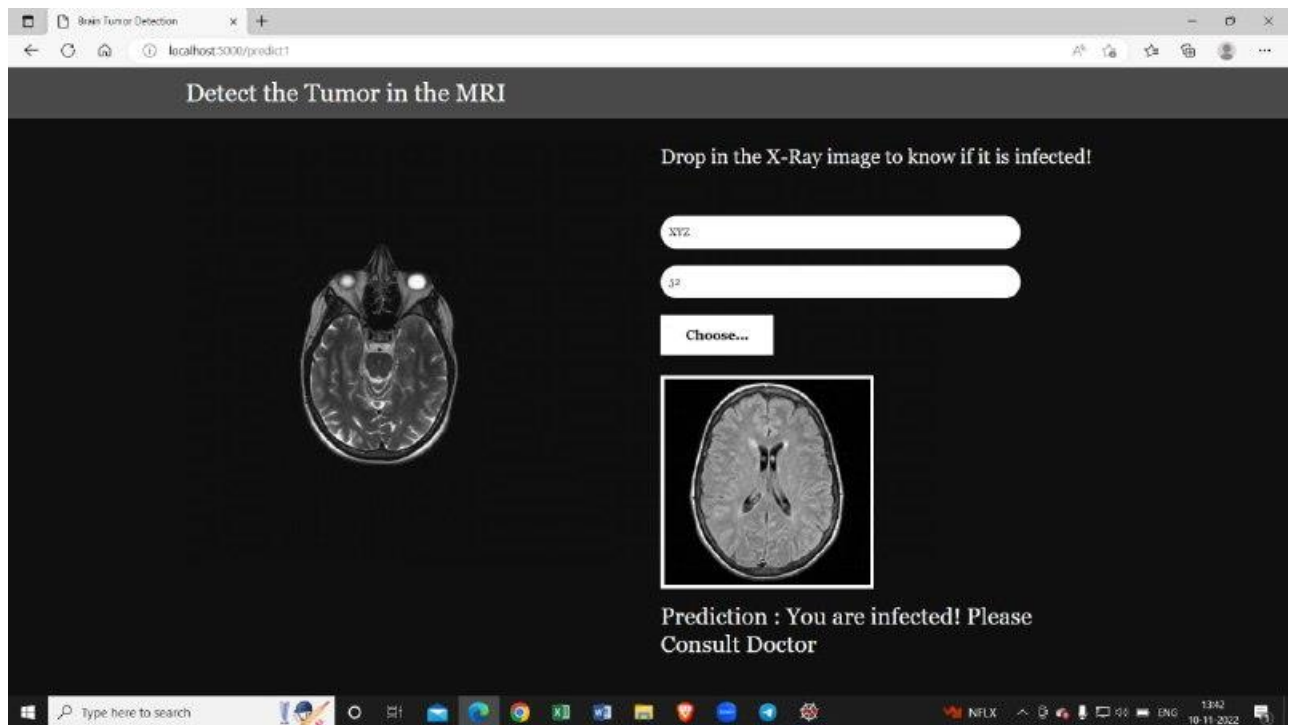 Brain Tumor Detection
localhost:5000/predict1
Detect the Tumor in the MRI
Drop in the X-Ray image to know if it is infected!
XYZ
52
Choose...
Prediction : You are infected! Please
Consult Doctor
Type here to search
NFLX
ENG
13:42
10-11-2022